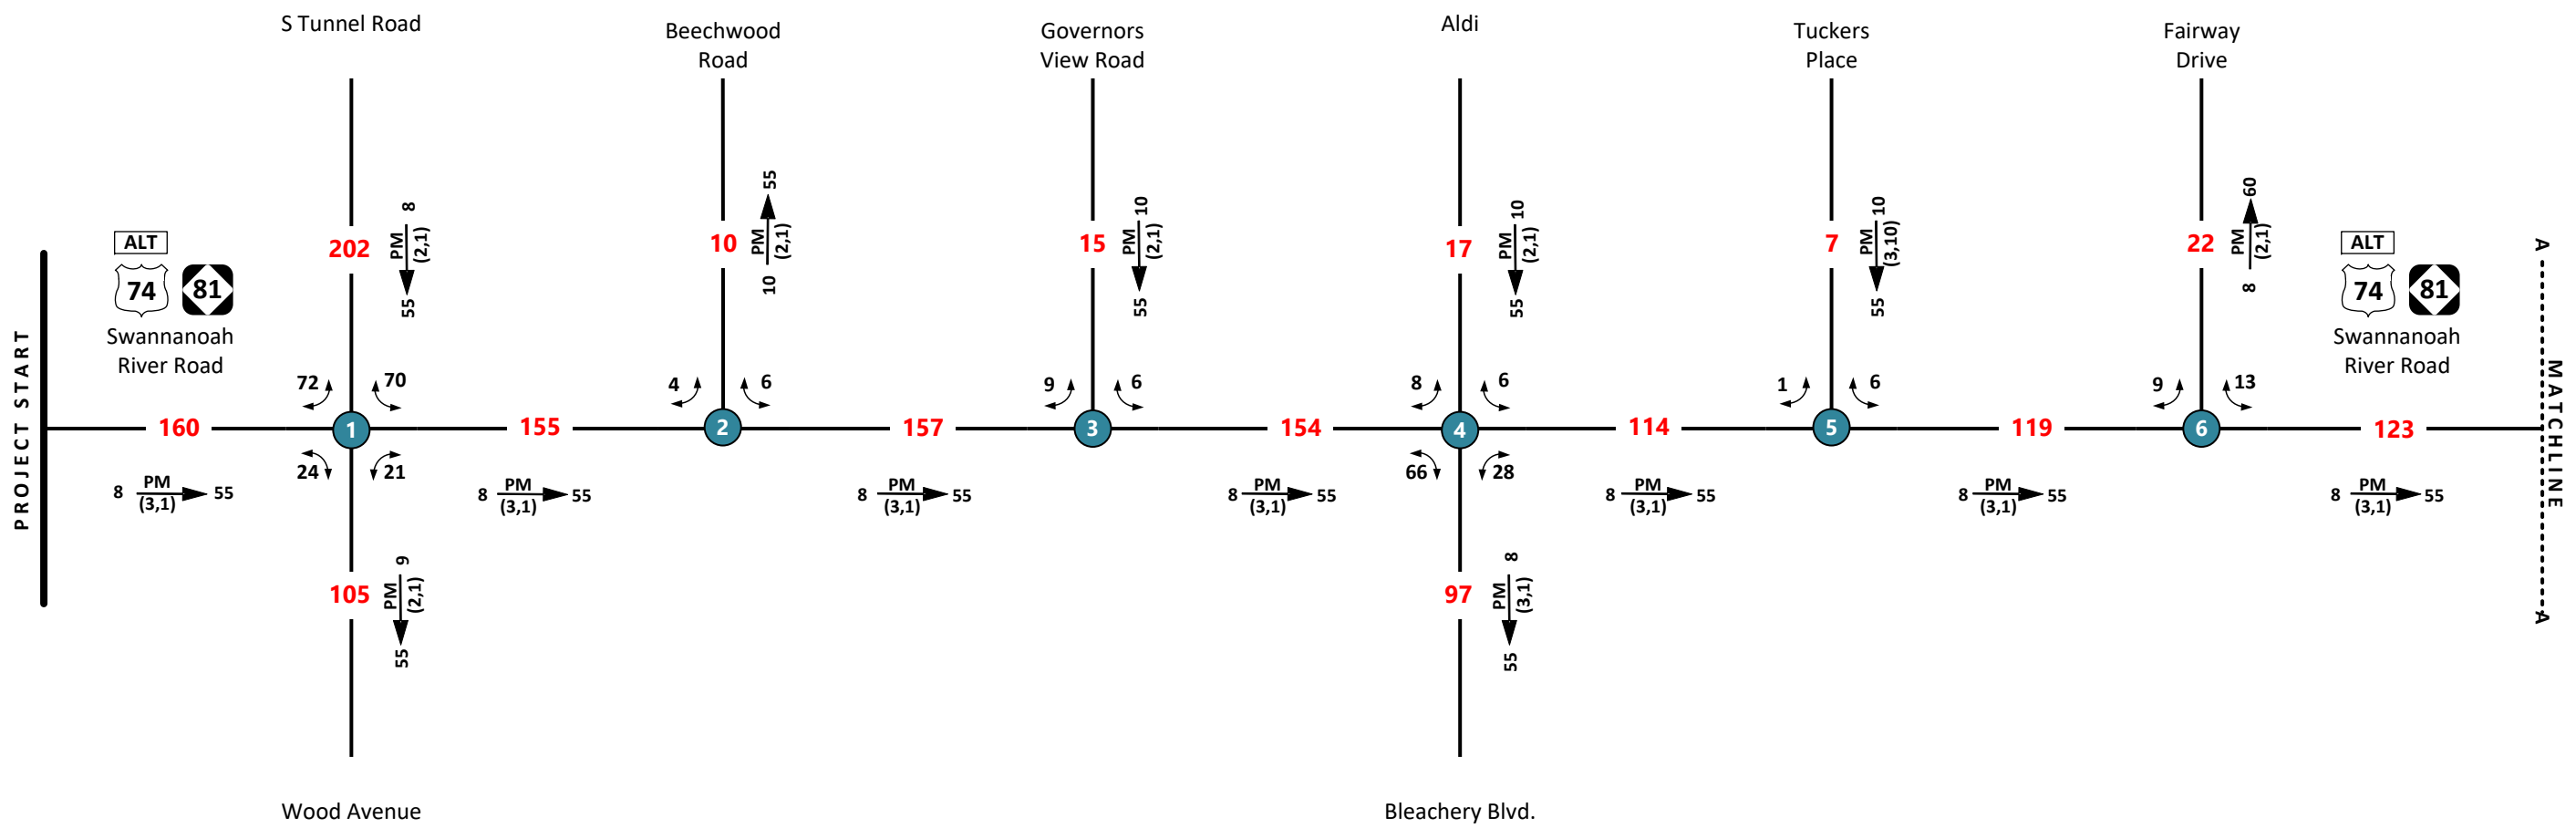 S Tunnel Road
Beechwood
Road
Governors
View Road
Aldi
Tuckers
Place
Fairway
Drive
202
8
PM
(2,1)
55
10
55
PM
(2,1)
10
15
10
PM
(2,1)
55
17
10
PM
(2,1)
55
7
10
PM
(3,10)
55
22
60
PM
(2,1)
8
ALT
74
81
Swannanoah
River Road
ALT
74
81
Swannanoah
River Road
PROJECT START
A
MATCHLINE
A
72
70
4
6
9
6
8
6
1
6
9
13
160
1
155
2
157
3
154
4
114
5
119
6
123
24
21
66
28
8 PM (3,1) 55
8 PM (3,1) 55
8 PM (3,1) 55
8 PM (3,1) 55
8 PM (3,1) 55
8 PM (3,1) 55
8 PM (3,1) 55
105
9
PM
(2,1)
55
97
8
PM
(3,1)
55
Wood Avenue
Bleachery Blvd.